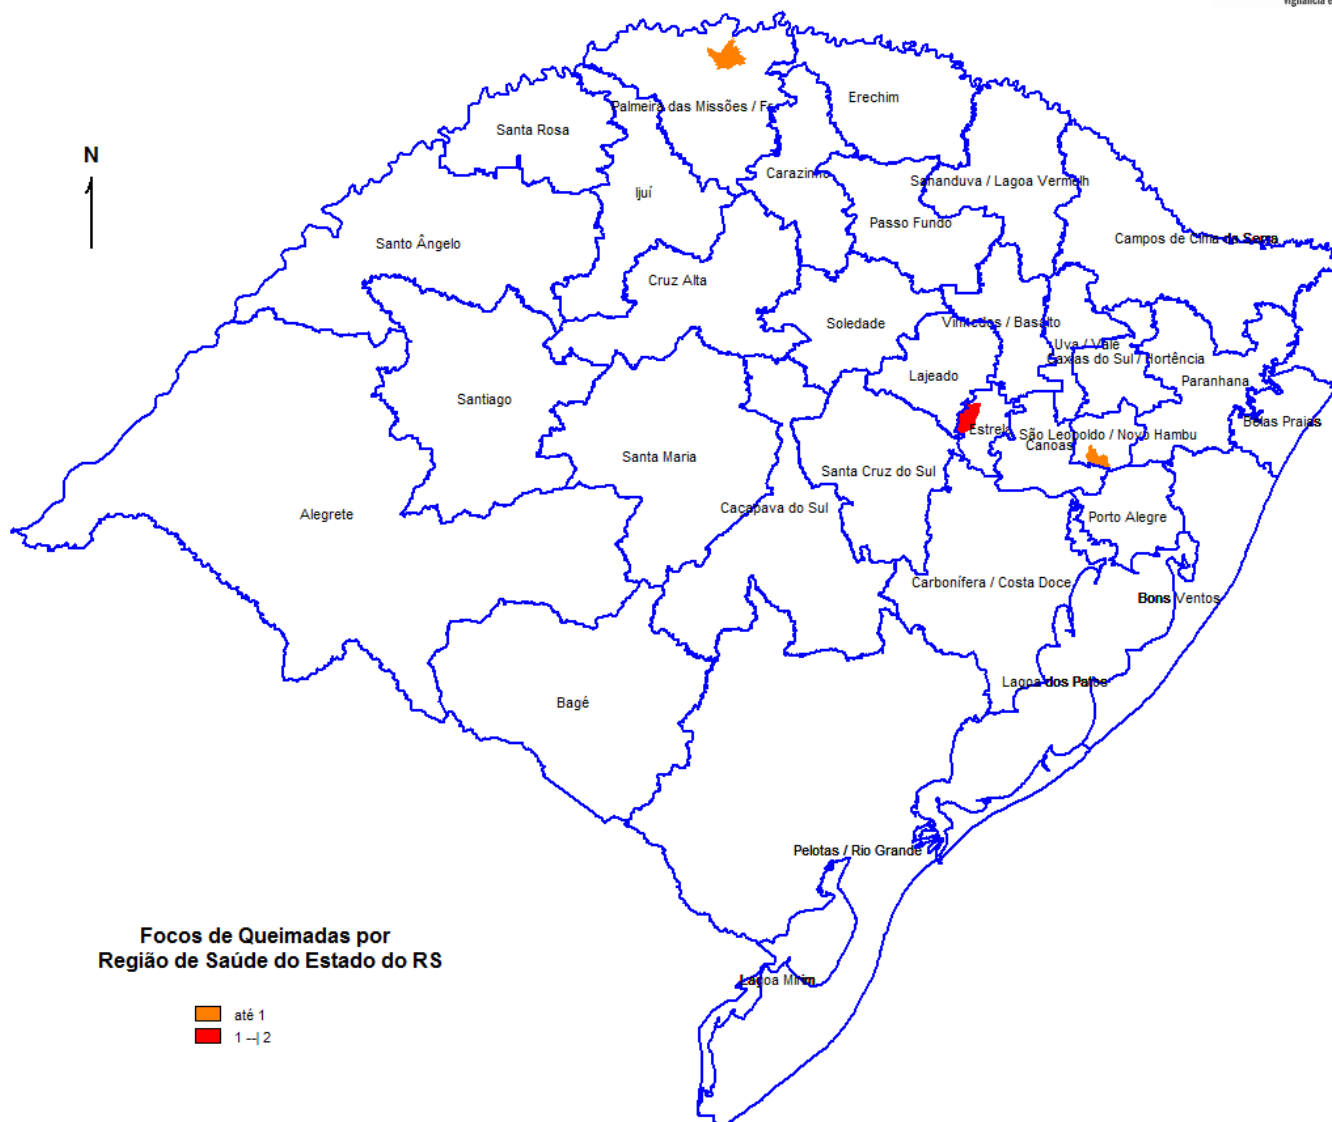 Vigilância e
N
Palmeira das Missões / Fr
Erechim
Santa Rosa
Carazinho
Sananduva / Lagoa Vermelh
Ijuí
Passo Fundo
Santo Ângelo
Campos de Cima da Serra
Cruz Alta
Soledade
Vinhedos / Basalto
Uva / Vale
Caxias do Sul / Hortência
Lajeado
Paranhana
Santiago
Belas Praias
Estrela
São Leopoldo / Novo Hambu
Canoas
Santa Maria
Santa Cruz do Sul
Caçapava do Sul
Alegrete
Porto Alegre
Carbonífera / Costa Doce
Bons Ventos
Lagoa dos Patos
Bagé
Pelotas / Rio Grande
Focos de Queimadas por
Região de Saúde do Estado do RS
Lagoa Mirim
até 1
1 --| 2